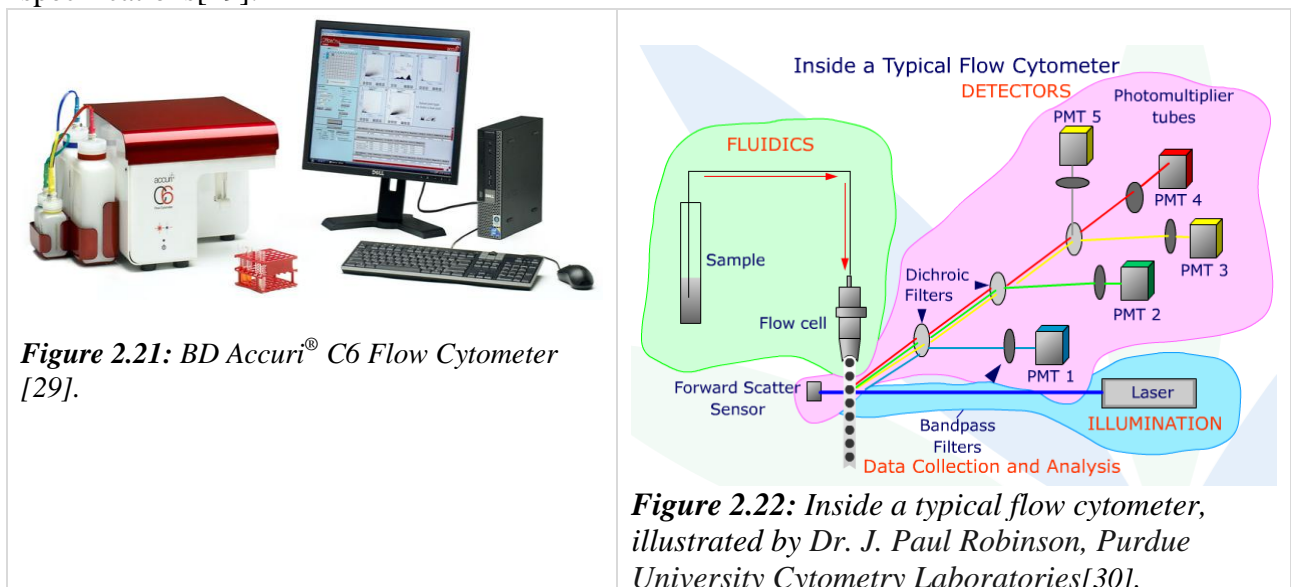 Figure 2.21: BD Accuri® C6 Flow Cytometer
[29].
accuri
C6
DELL
Inside a Typical Flow Cytometer
DETECTORS
Photomultiplier
tubes
PMT 5
PMT 4
PMT 3
PMT 2
PMT 1
FLUIDICS
Sample
Dichroic
Filters
Flow cell
Forward Scatter
Sensor
Laser
ILLUMINATION
Bandpass
Filters
Data Collection and Analysis
Figure 2.22: Inside a typical flow cytometer,
illustrated by Dr. J. Paul Robinson, Purdue
University Cytometry Laboratories[30].